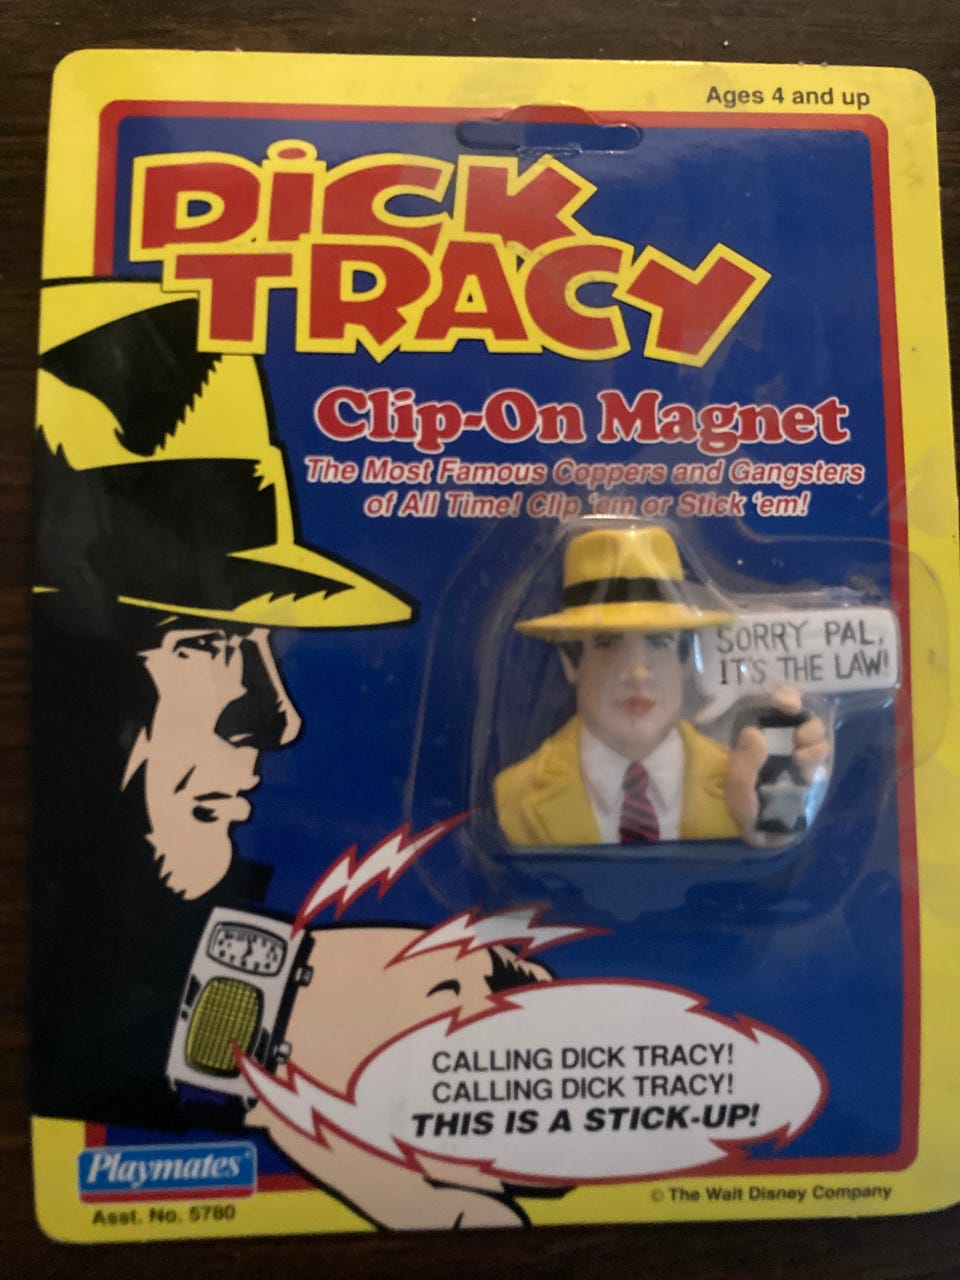 Ages 4 and up
DiCK
TRACY
Clip-On Magnet
The Most Famous Coppers and Gangsters
of All Time! Clip 'em or Stick 'em!
SORRY PAL,
IT'S THE LAW!
CALLING DICK TRACY!
CALLING DICK TRACY!
THIS IS A STICK-UP!
Playmates®
Asst. No. 5780
© The Walt Disney Company